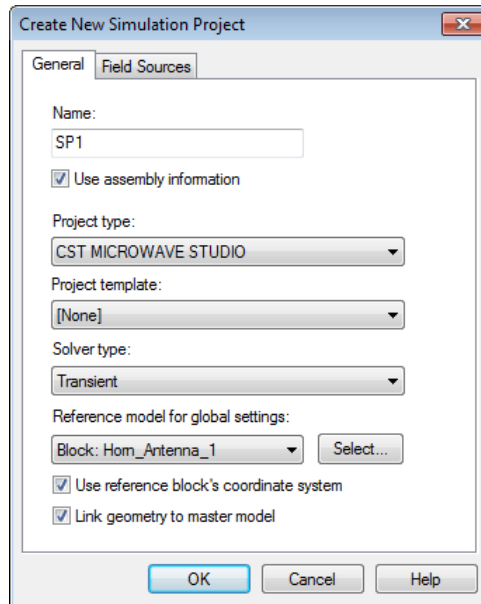 Create New Simulation Project
General Field Sources
Name:
SP1
Use assembly information
Project type:
CST MICROWAVE STUDIO
Project template:
[None]
Solver type:
Transient
Reference model for global settings:
Block: Horn_Antenna_1 Select...
Use reference block's coordinate system
Link geometry to master model
OK Cancel Help